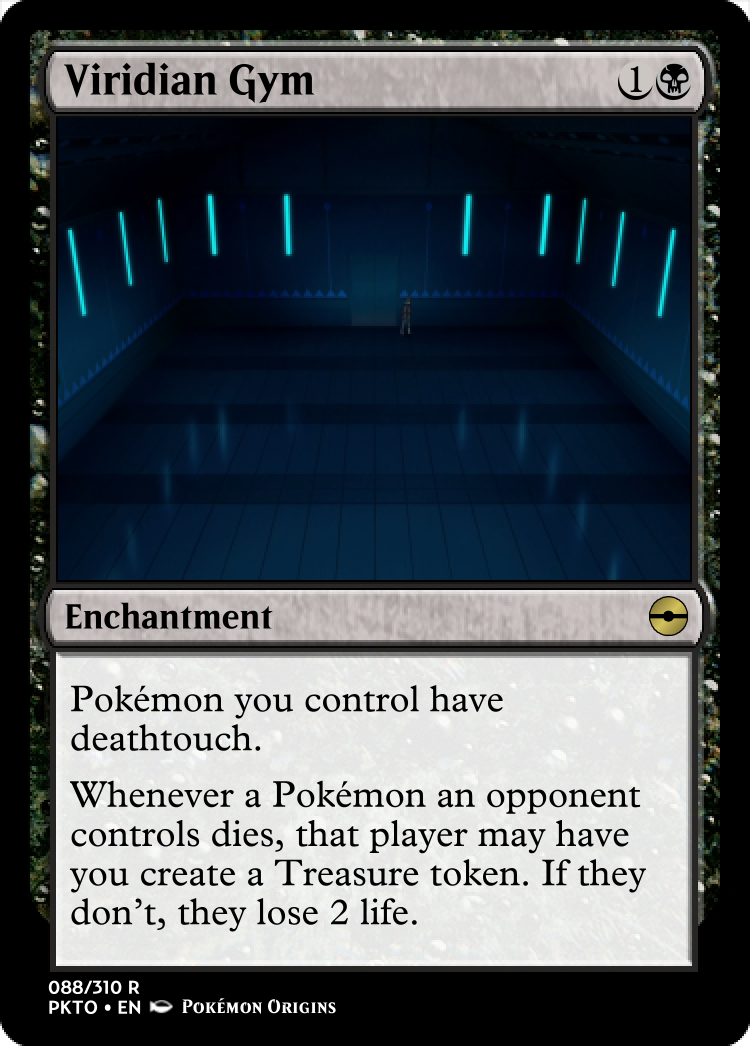 Viridian Gym 1
Enchantment
Pokémon you control have
deathtouch.
Whenever a Pokémon an opponent
controls dies, that player may have
you create a Treasure token. If they
don't, they lose 2 life.
088/310 R
PKTO • EN Pokémon Origins